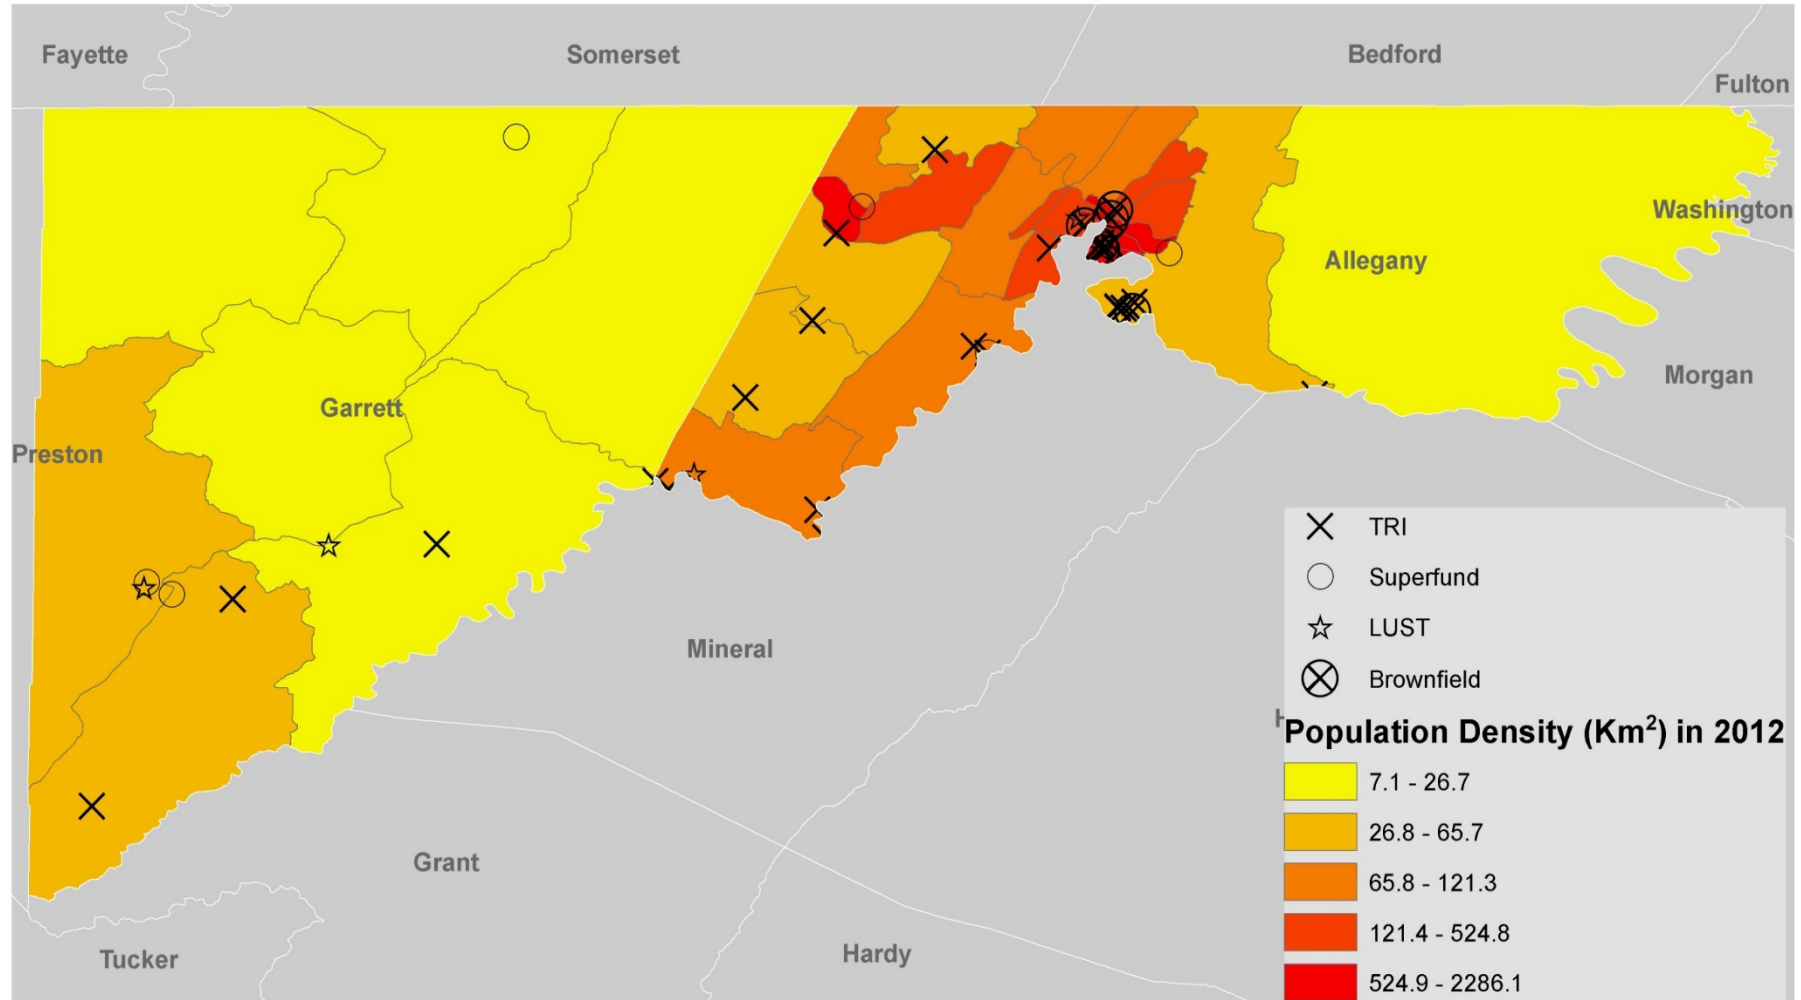 Fayette
Somerset
Bedford
Fulton
Washington
Allegany
Morgan
Garrett
Preston
TRI
Superfund
Mineral
LUST
Brownfield
H
Population Density (Km²) in 2012
7.1 - 26.7
26.8 - 65.7
Grant
65.8 - 121.3
121.4 - 524.8
Hardy
Tucker
524.9 - 2286.1